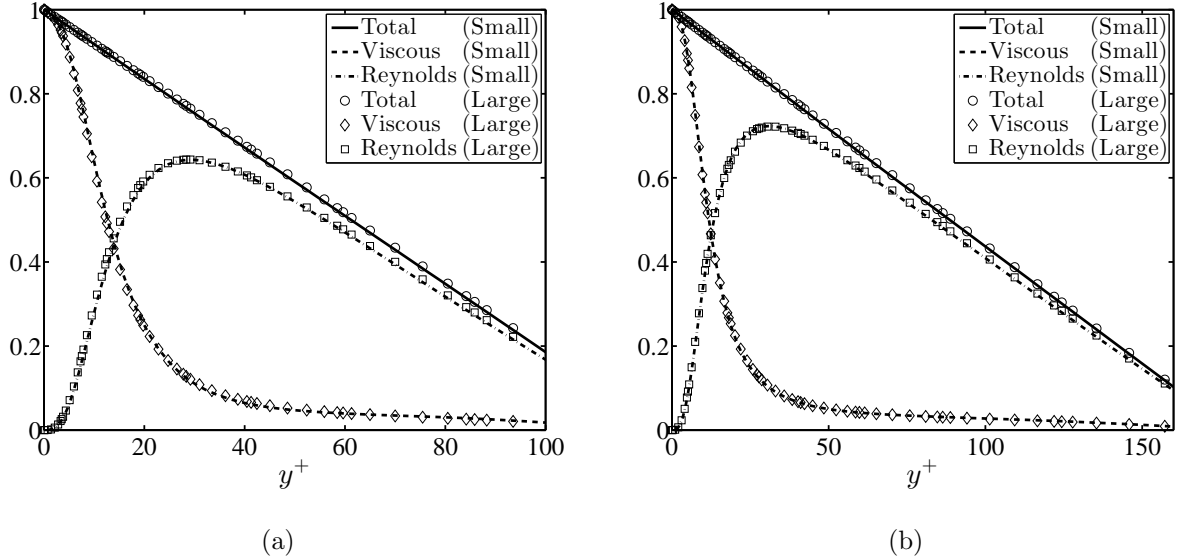 1
0.8
0.6
0.4
0.2
0
0 20 40 60 80 100
y+
Total (Small)
Viscous (Small)
Reynolds (Small)
Total (Large)
Viscous (Large)
Reynolds (Large)
(a)
1
0.8
0.6
0.4
0.2
0
0 50 100 150
y+
Total (Small)
Viscous (Small)
Reynolds (Small)
Total (Large)
Viscous (Large)
Reynolds (Large)
(b)